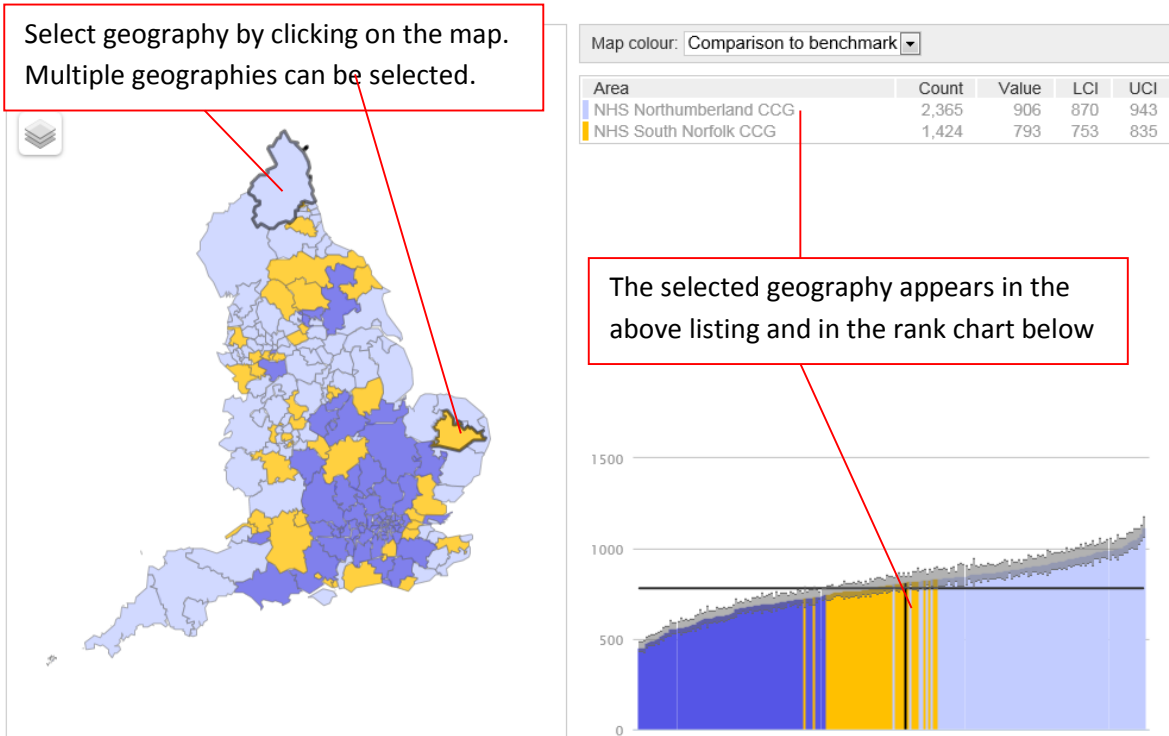 Select geography by clicking on the map.
Multiple geographies can be selected.
Map colour: Comparison to benchmark
Area Count Value LCI UCI
NHS Northumberland CCG 2,365 906 870 943
NHS South Norfolk CCG 1,424 793 753 835
The selected geography appears in the
above listing and in the rank chart below
1500
1000
500
0